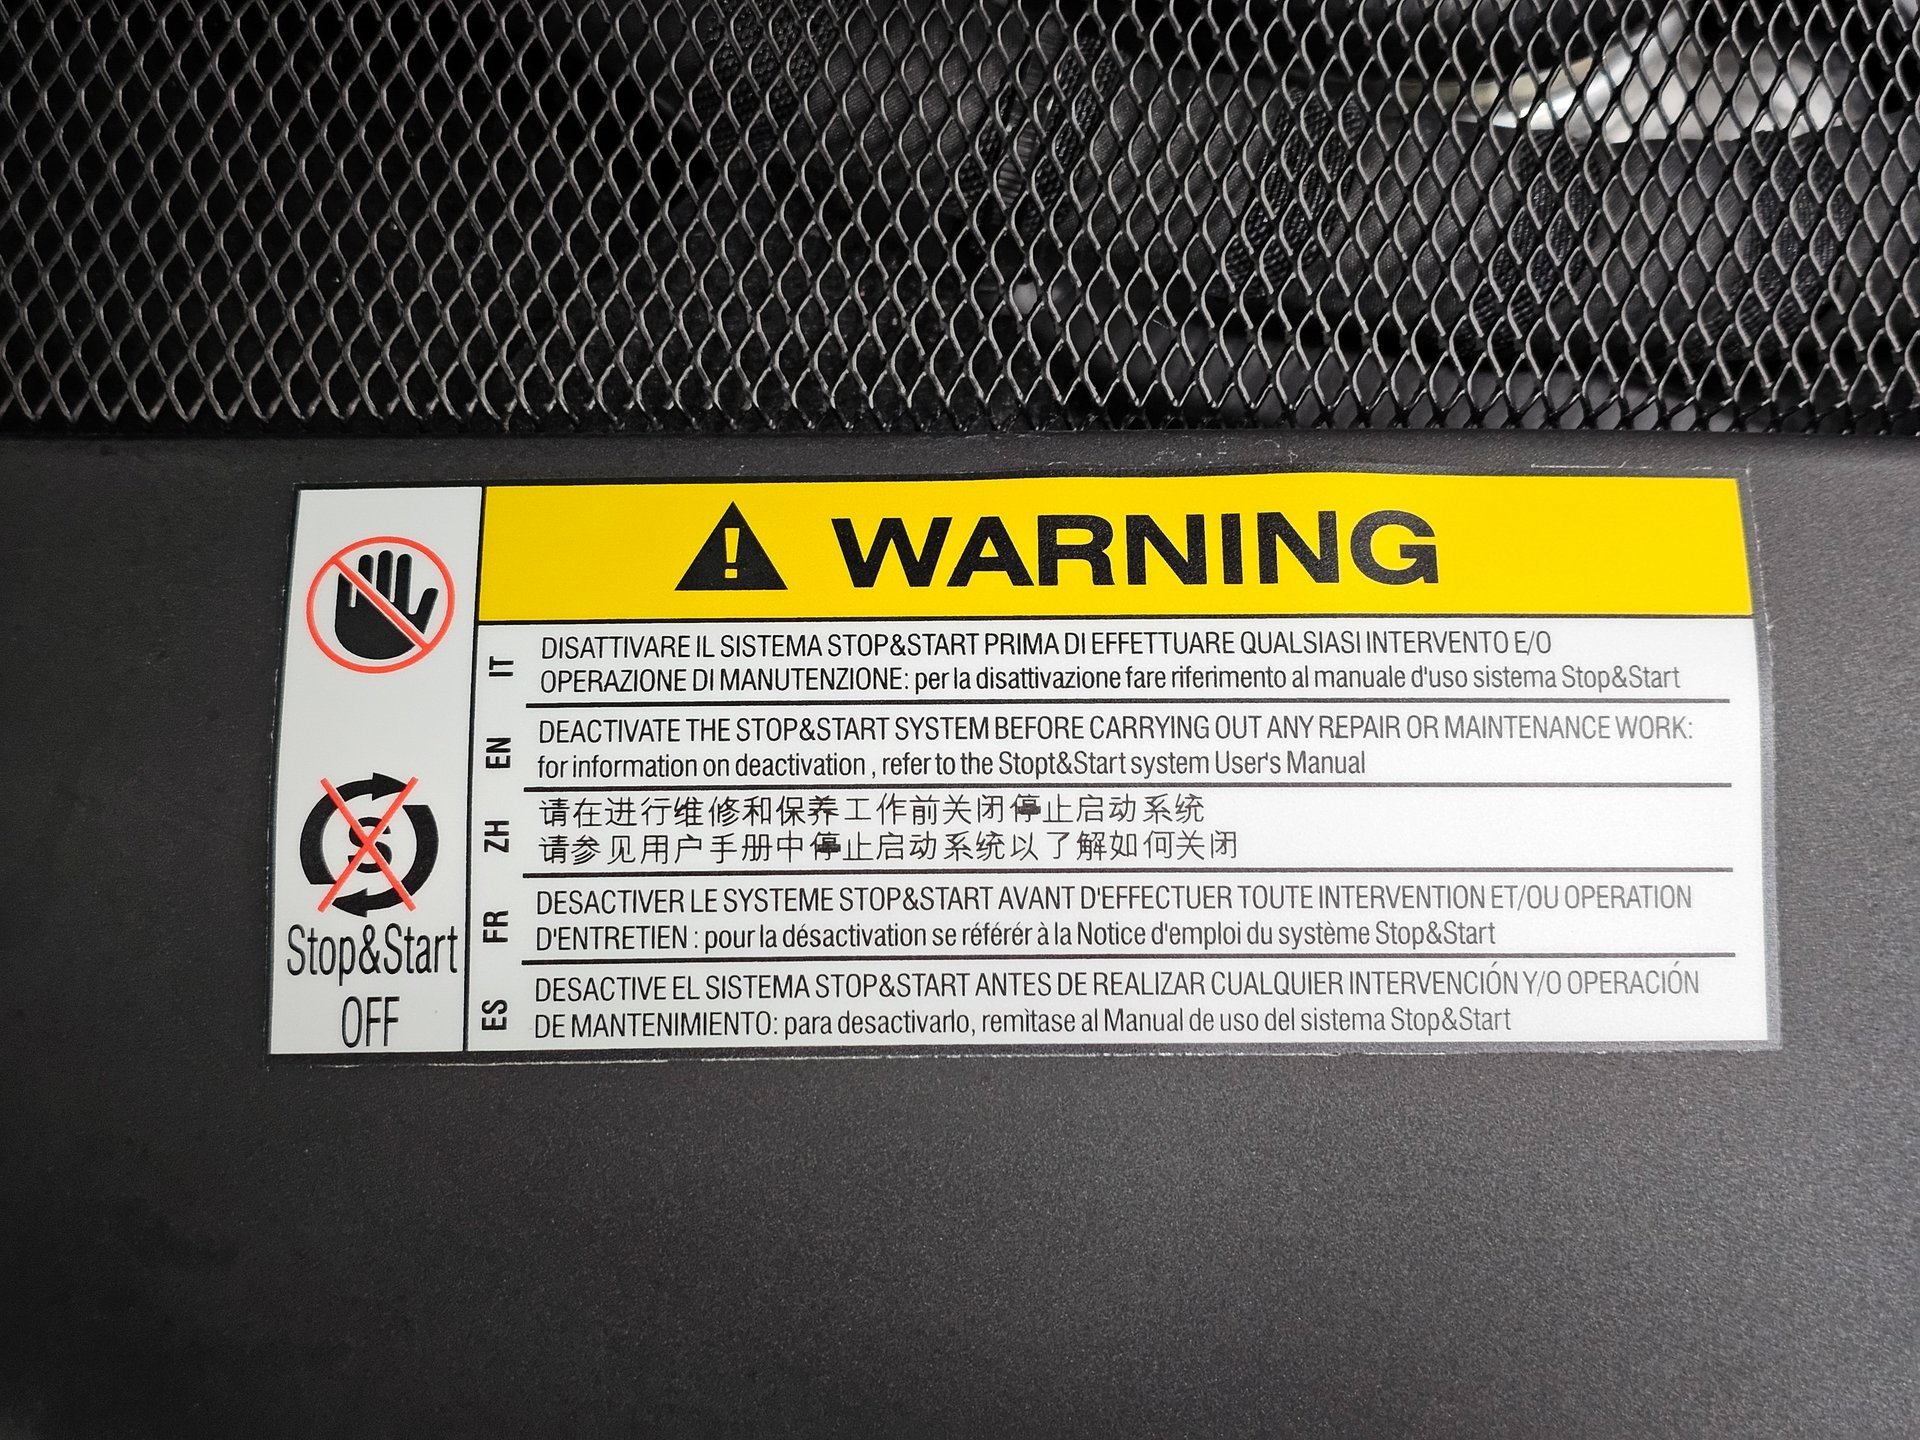 WARNING
IT
DISATTIVARE IL SISTEMA STOP&START PRIMA DI EFFETTUARE QUALSIASI INTERVENTO E/O
OPERAZIONE DI MANUTENZIONE: per la disattivazione fare riferimento al manuale d'uso sistema Stop&Start
EN
DEACTIVATE THE STOP&START SYSTEM BEFORE CARRYING OUT ANY REPAIR OR MAINTENANCE WORK:
for information on deactivation , refer to the Stopt&Start system User's Manual
ZH
请在进行维修和保养工作前关闭停止启动系统
请参见用户手册中停止启动系统以了解如何关闭
FR
DESACTIVER LE SYSTEME STOP&START AVANT D'EFFECTUER TOUTE INTERVENTION ET/OU OPERATION
D'ENTRETIEN : pour la désactivation se référér à la Notice d'emploi du système Stop&Start
ES
DESACTIVE EL SISTEMA STOP&START ANTES DE REALIZAR CUALQUIER INTERVENCIÓN Y/O OPERACIÓN
DE MANTENIMIENTO: para desactivarlo, remìtase al Manual de uso del sistema Stop&Start
S
Stop&Start
OFF